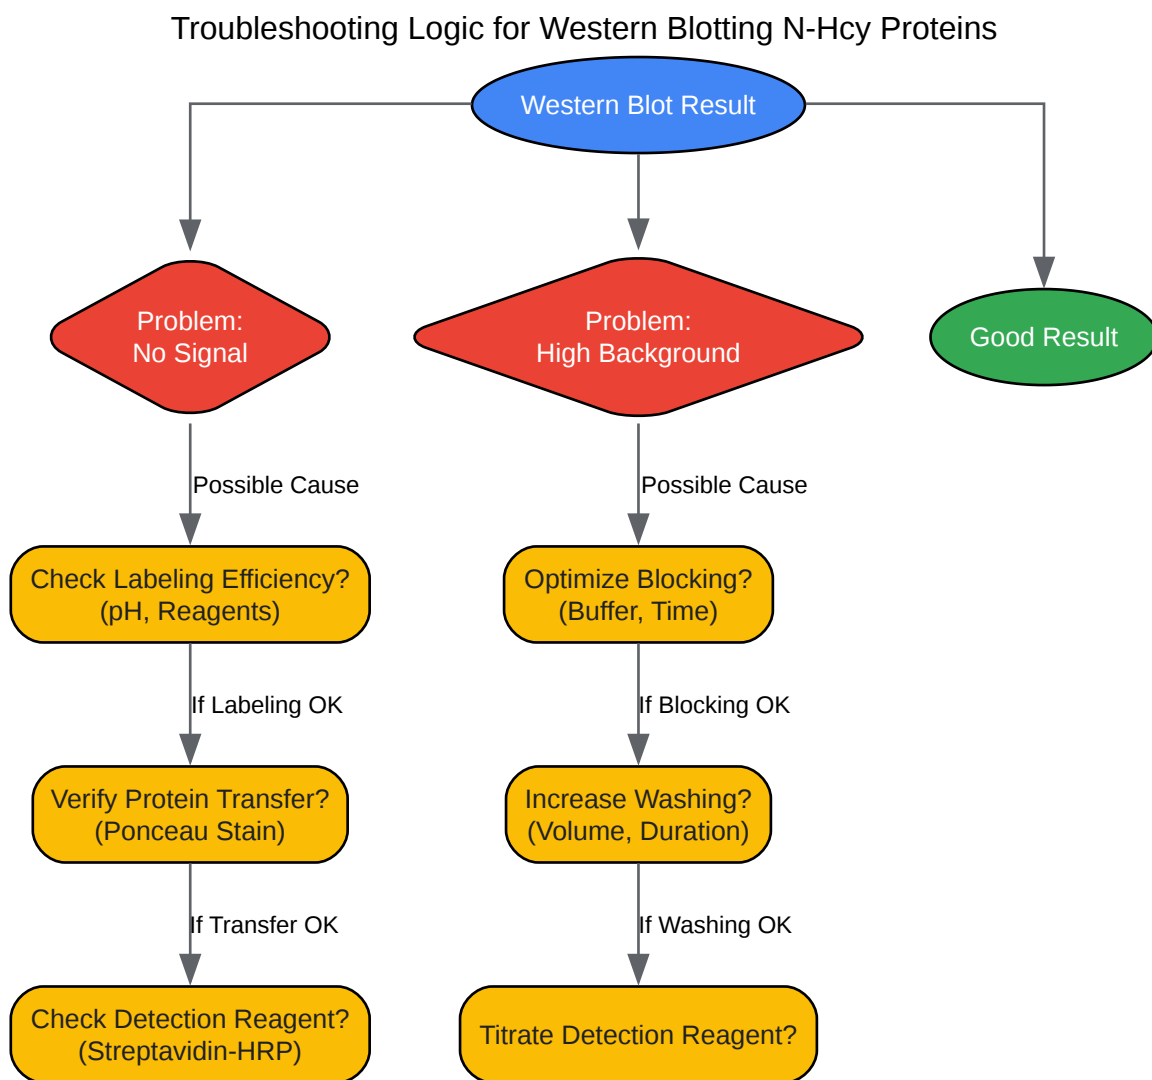 Troubleshooting Logic for Western Blotting N-Hcy Proteins
Western Blot Result
Problem:
No Signal
Problem:
High Background
Good Result
Possible Cause
Possible Cause
Check Labeling Efficiency?
(pH, Reagents)
Optimize Blocking?
(Buffer, Time)
If Labeling OK
If Blocking OK
Verify Protein Transfer?
(Ponceau Stain)
Increase Washing?
(Volume, Duration)
If Transfer OK
If Washing OK
Check Detection Reagent?
(Streptavidin-HRP)
Titrate Detection Reagent?